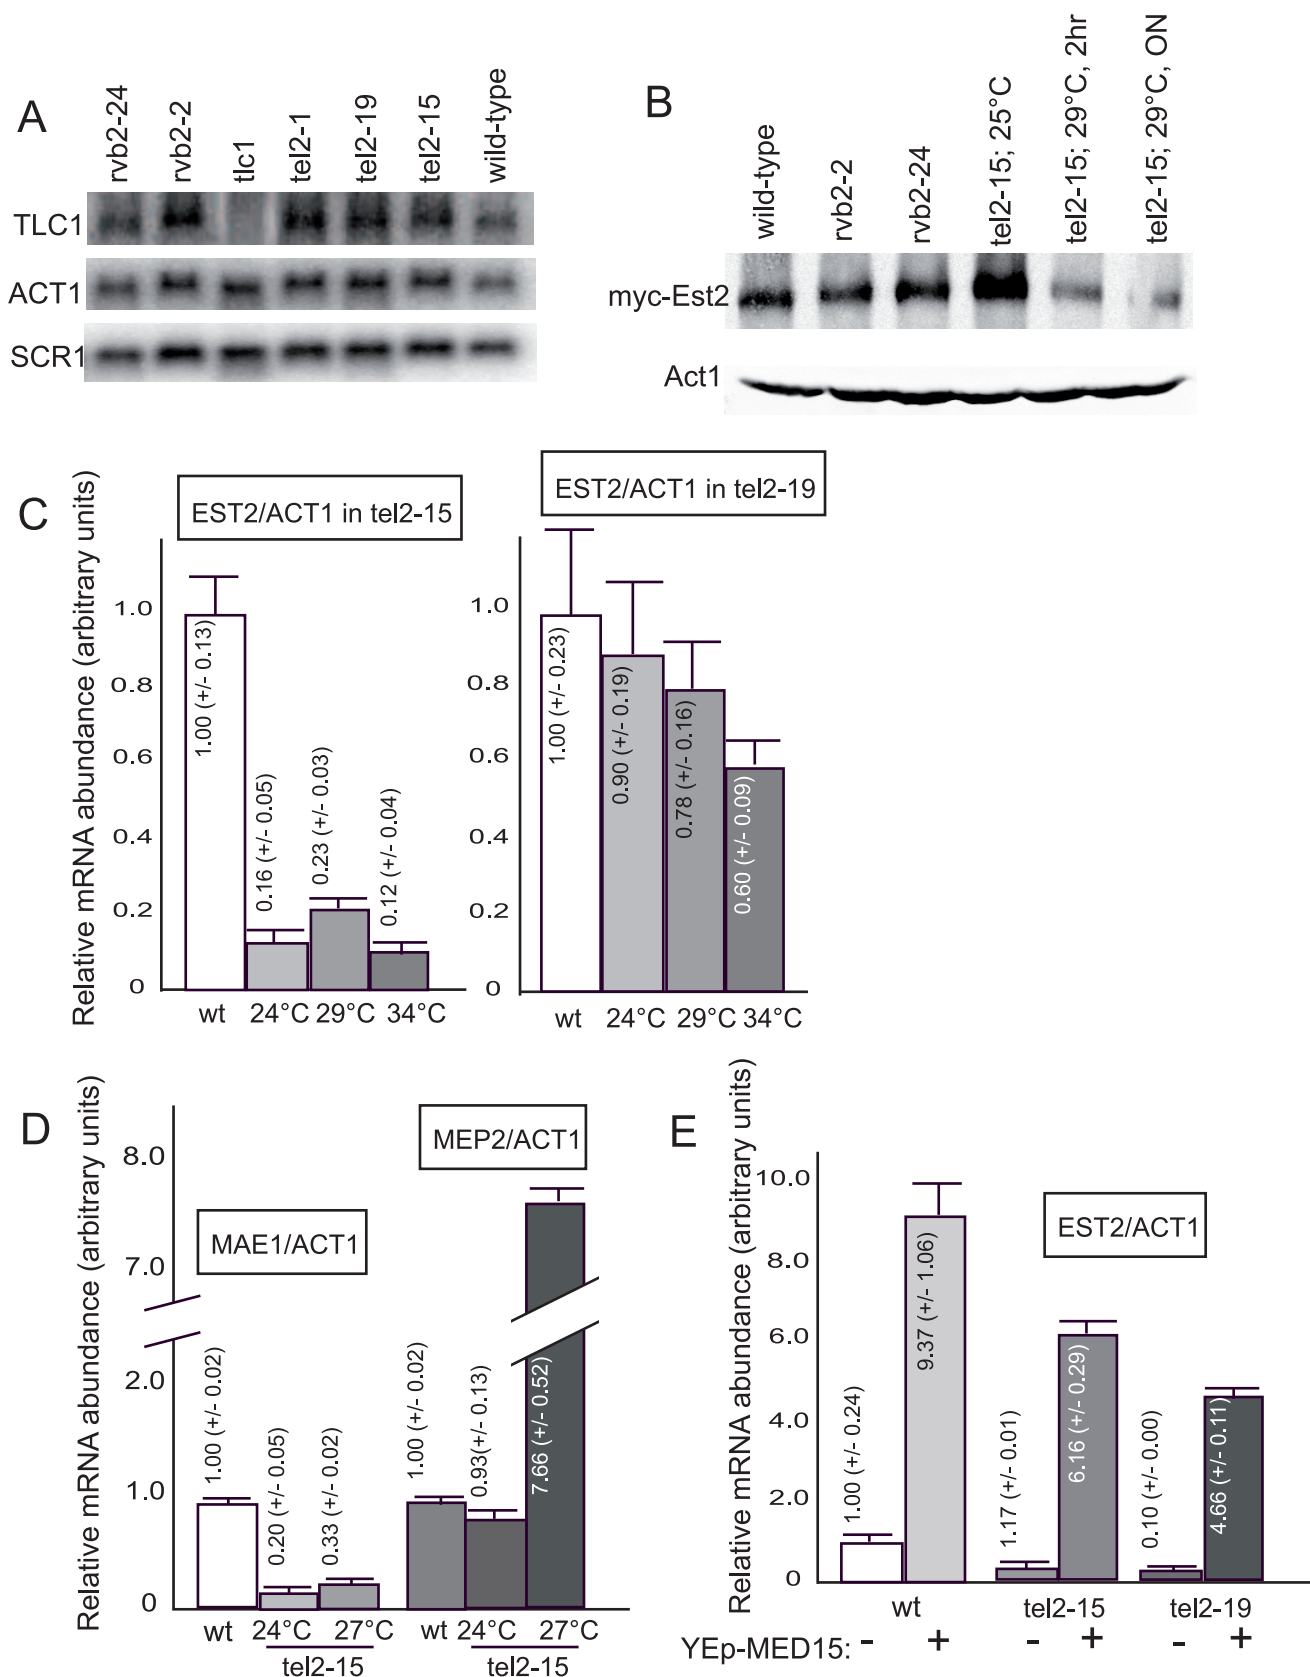 A
rvb2-24
rvb2-2
tlc1
tel2-1
tel2-19
tel2-15
wild-type
TLC1
ACT1
SCR1
B
wild-type
rvb2-2
rvb2-24
tel2-15; 25°C
tel2-15; 29°C, 2hr
tel2-15; 29°C, ON
myc-Est2
Act1
C
Relative mRNA abundance (arbitrary units)
EST2/ACT1 in tel2-15
1.0
0.8
0.6
0.4
0.2
0
1.00 (+/- 0.13)
0.16 (+/- 0.05)
0.23 (+/- 0.03)
0.12 (+/- 0.04)
wt 24°C 29°C 34°C
EST2/ACT1 in tel2-19
1.0
0.8
0.6
0.4
0.2
0
1.00 (+/- 0.23)
0.90 (+/- 0.19)
0.78 (+/- 0.16)
0.60 (+/- 0.09)
wt 24°C 29°C 34°C
D
Relative mRNA abundance (arbitrary units)
MEP2/ACT1
MAE1/ACT1
8.0
7.0
2.0
1.0
0
1.00 (+/- 0.02)
0.20 (+/- 0.05)
0.33 (+/- 0.02)
1.00 (+/- 0.02)
0.93(+/- 0.13)
7.66 (+/- 0.52)
wt 24°C 27°C wt 24°C 27°C
tel2-15 tel2-15
E
Relative mRNA abundance (arbitrary units)
EST2/ACT1
10.0
8.0
6.0
4.0
2.0
0
1.00 (+/- 0.24)
9.37 (+/- 1.06)
1.17 (+/- 0.01)
6.16 (+/- 0.29)
0.10 (+/- 0.00)
4.66 (+/- 0.11)
wt tel2-15 tel2-19
YEp-MED15: - + - + - +